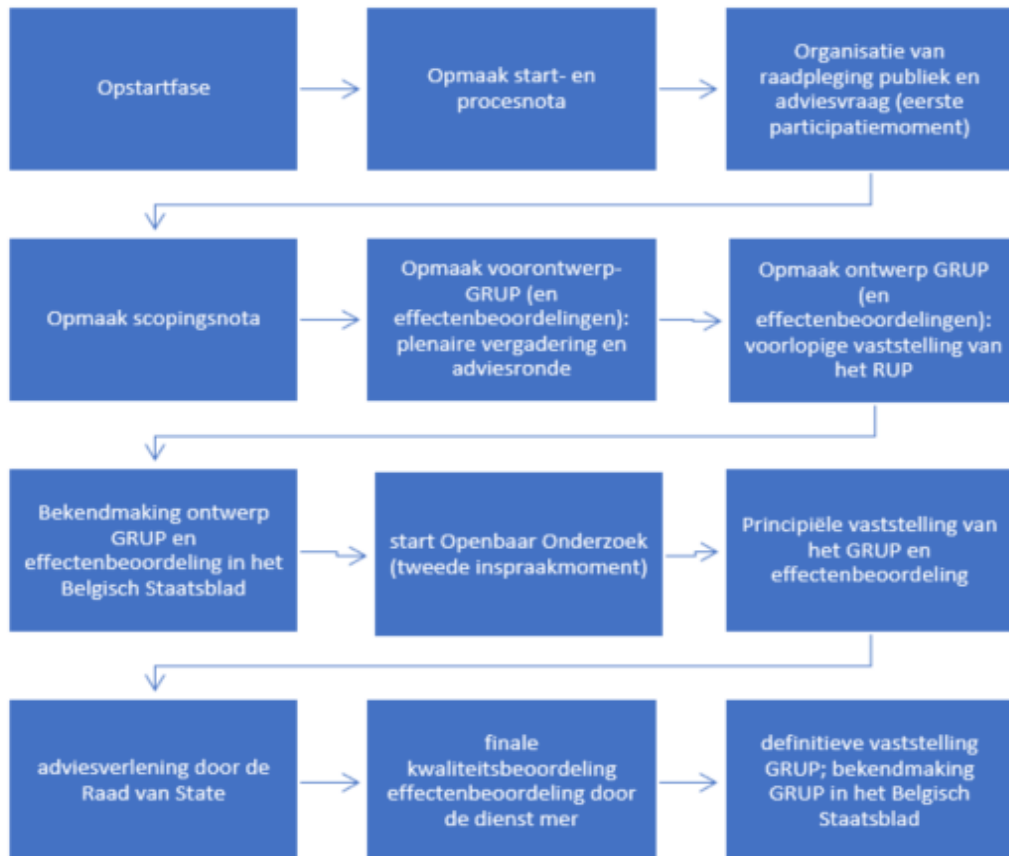 Opstartfase
Opmaak start- en
procesnota
Organisatie van
raadpleging publiek en
adviesvraag (eerste
participatiemoment)
Opmaak scopingsnota
Opmaak voorontwerp-
GRUP (en
effectenbeoordelingen):
plenaire vergadering en
adviesronde
Opmaak ontwerp GRUP
(en
effectenbeoordelingen):
voorlopige vaststelling van
het RUP
Bekendmaking ontwerp
GRUP en
effectenbeoordeling in het
Belgisch Staatsblad
start Openbaar Onderzoek
(tweede inspraakmoment)
Principiële vaststelling van
het GRUP en
effectenbeoordeling
adviesverlening door de
Raad van State
finale
kwaliteitsbeoordeling
effectenbeoordeling door
de dienst mer
definitieve vaststelling
GRUP; bekendmaking
GRUP in het Belgisch
Staatsblad